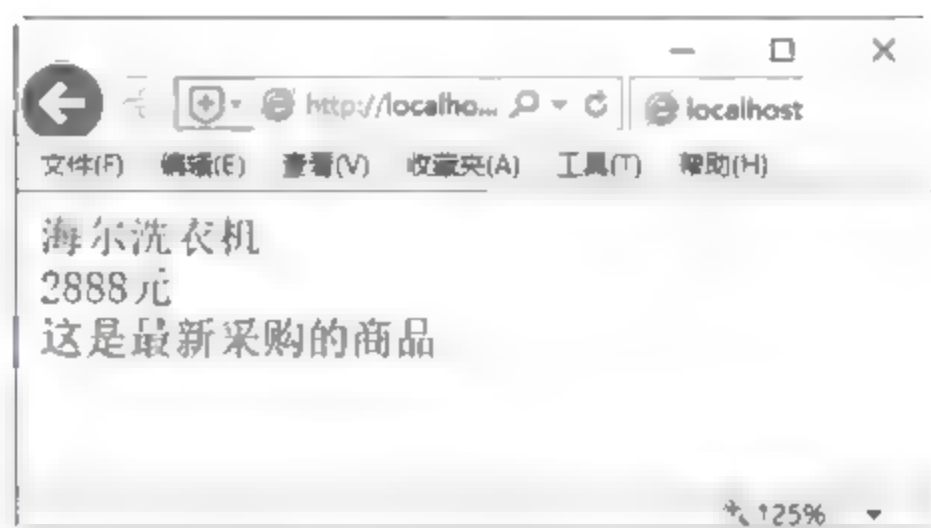 http://localho...
localhost
文件(F) 编辑(E) 查看(V) 收藏夹(A) 工具(T) 帮助(H)
海尔洗衣机
2888元
这是最新采购的商品
125%